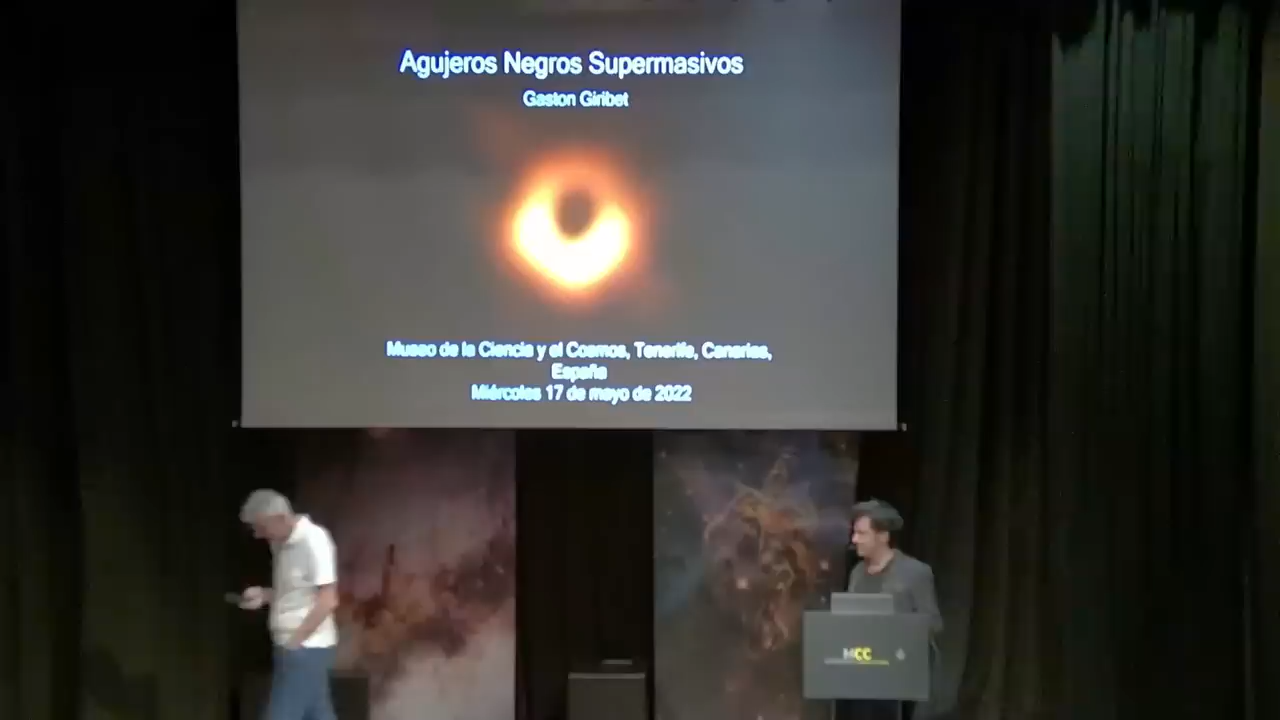 Agujeros Negros Supermasivos
Gaston Giribet
Museo de la Ciencia y el Cosmos, Tenerife, Canarias,
España
Miércoles 17 de mayo de 2022
MCC